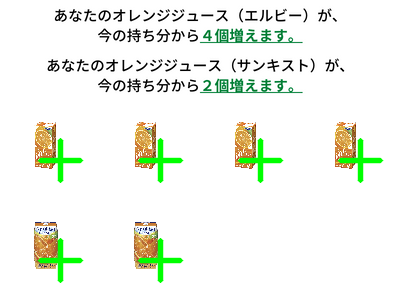 あなたのオレンジジュース（エルビー）が、
今の持ち分から４個増えます。
あなたのオレンジジュース（サンキスト）が、
今の持ち分から２個増えます。